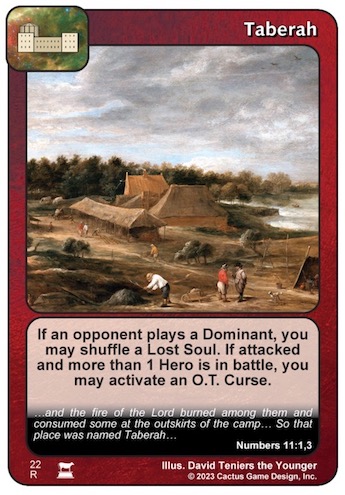 Taberah
If an opponent plays a Dominant, you
may shuffle a Lost Soul. If attacked
and more than 1 Hero is in battle, you
may activate an O.T. Curse.
…and the fire of the Lord burned among them and
consumed some at the outskirts of the camp… So that
place was named Taberah…
Numbers 11:1,3
22
R
Illus. David Teniers the Younger
© 2023 Cactus Game Design, Inc.